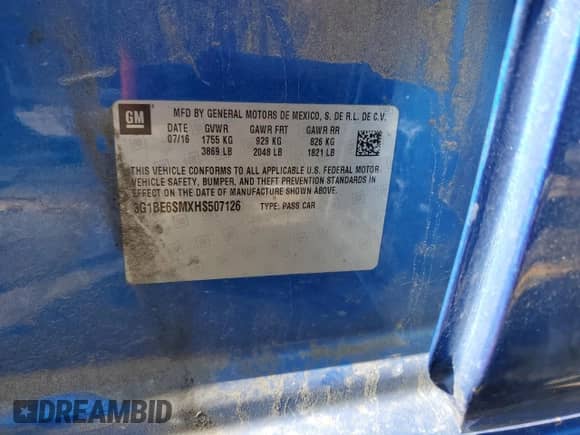 GM
MFD BY GENERAL MOTORS DE MEXICO, S. DE R.L. DE C.V.
DATE GVWR GAWR FRT GAWR RR
07/16 1755 KG 929 KG 826 KG
3869 LB 2048 LB 1821 LB
THIS VEHICLE CONFORMS TO ALL APPLICABLE U.S. FEDERAL MOTOR
VEHICLE SAFETY, BUMPER, AND THEFT PREVENTION STANDARDS IN
EFFECT ON THE DATE OF MANUFACTURE SHOWN ABOVE.
3G1BE6SMXHS507126 TYPE: PASS CAR
DREAMBID